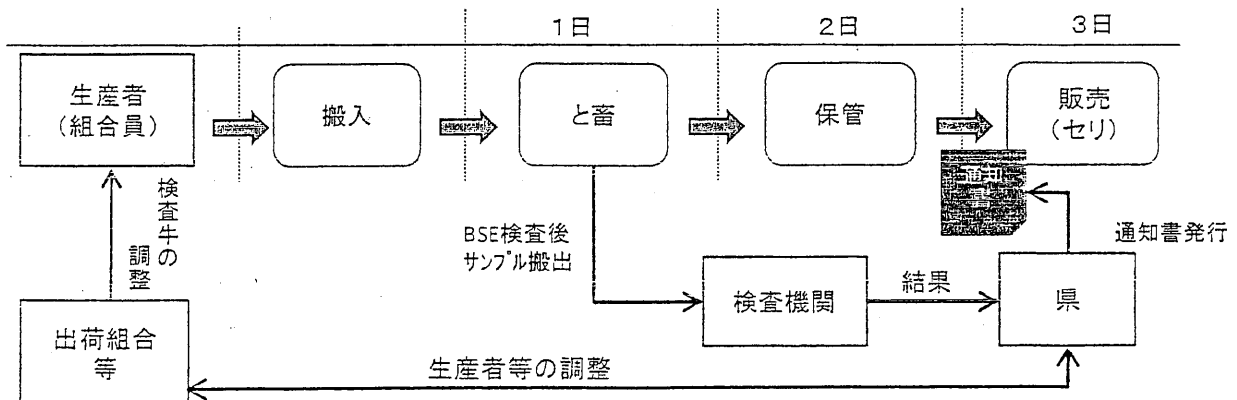 1日
2日
3日
生産者
(組合員)
搬入
と畜
保管
販売
(セリ)
通知
書
検査牛の
調整
BSE検査後
サンプル搬出
通知書発行
検査機関
結果
県
出荷組合
等
生産者等の調整